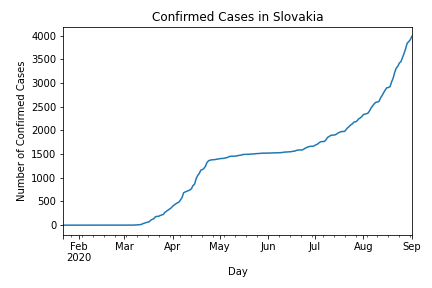 Confirmed Cases in Slovakia
Number of Confirmed Cases
4000
3500
3000
2500
2000
1500
1000
500
0
Feb Mar Apr May Jun Jul Aug Sep
2020
Day